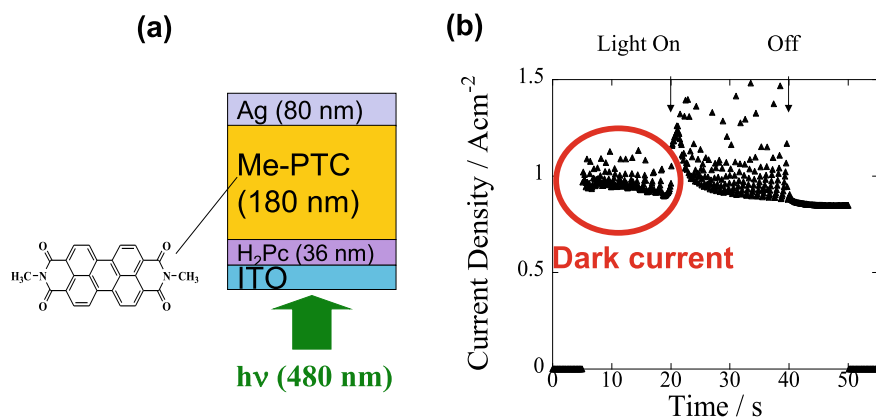 (a)
Ag (80 nm)
Me-PTC
(180 nm)
H₂Pc (36 nm)
ITO
hν (480 nm)
O
O
H₃C-N
N-CH₃
O
O
(b)
Light On
Off
Current Density / Acm⁻²
1.5
1
0.5
0
Dark current
0 10 20 30 40 50
Time / s